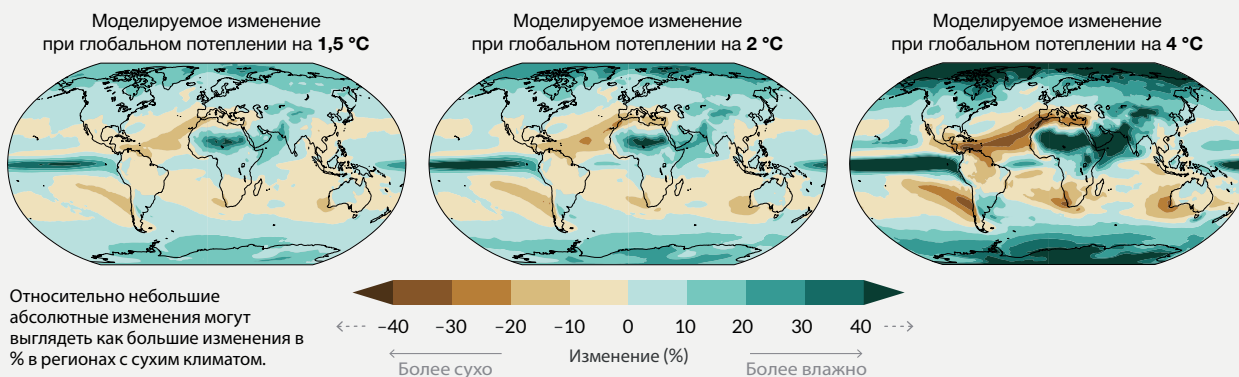 Моделируемое изменение
при глобальном потеплении на 1,5 °C
Моделируемое изменение
при глобальном потеплении на 2 °C
Моделируемое изменение
при глобальном потеплении на 4 °C
Относительно небольшие
абсолютные изменения могут
выглядеть как большие изменения в
% в регионах с сухим климатом.
–40 –30 –20 –10 0 10 20 30 40
Изменение (%)
Более сухо
Более влажно